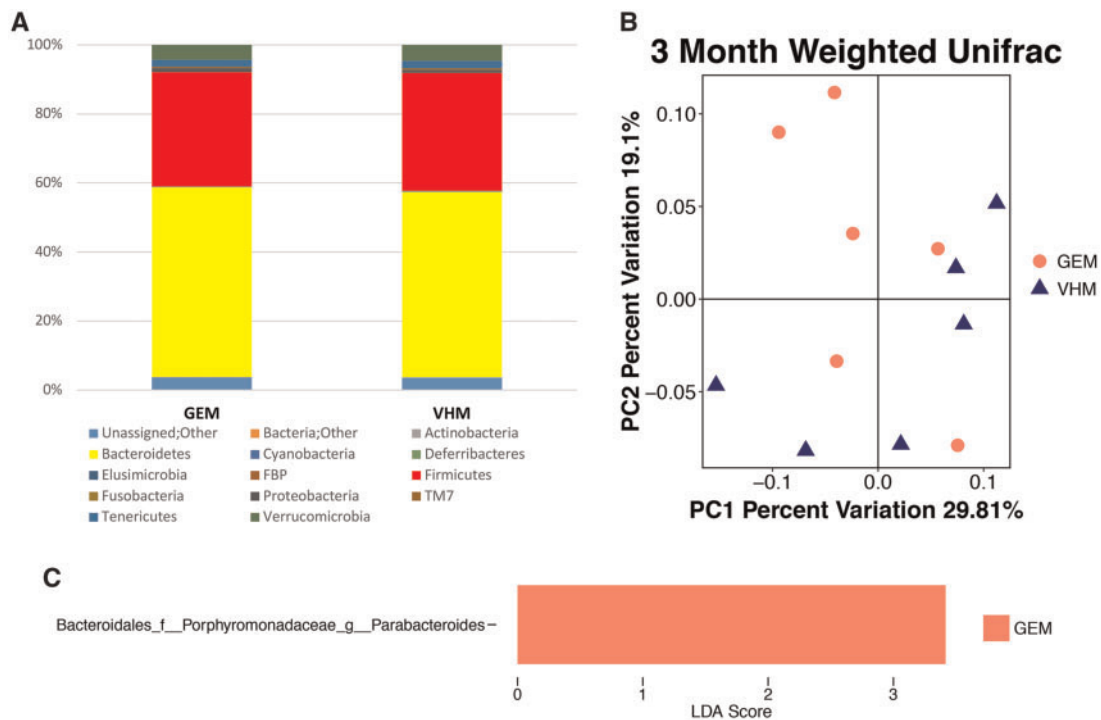 A
100%
80%
60%
40%
20%
0%
GEM VHM
Unassigned;Other Bacteria;Other Actinobacteria
Bacteroidetes Cyanobacteria Deferribacteres
Elusimicrobia FBP Firmicutes
Fusobacteria Proteobacteria TM7
Tenericutes Verrucomicrobia
B
3 Month Weighted Unifrac
PC2 Percent Variation 19.1%
0.10
0.05
0.00
−0.05
−0.1 0.0 0.1
PC1 Percent Variation 29.81%
GEM
VHM
C
Bacteroidales_f__Porphyromonadaceae_g__Parabacteroides
0 1 2 3
LDA Score
GEM